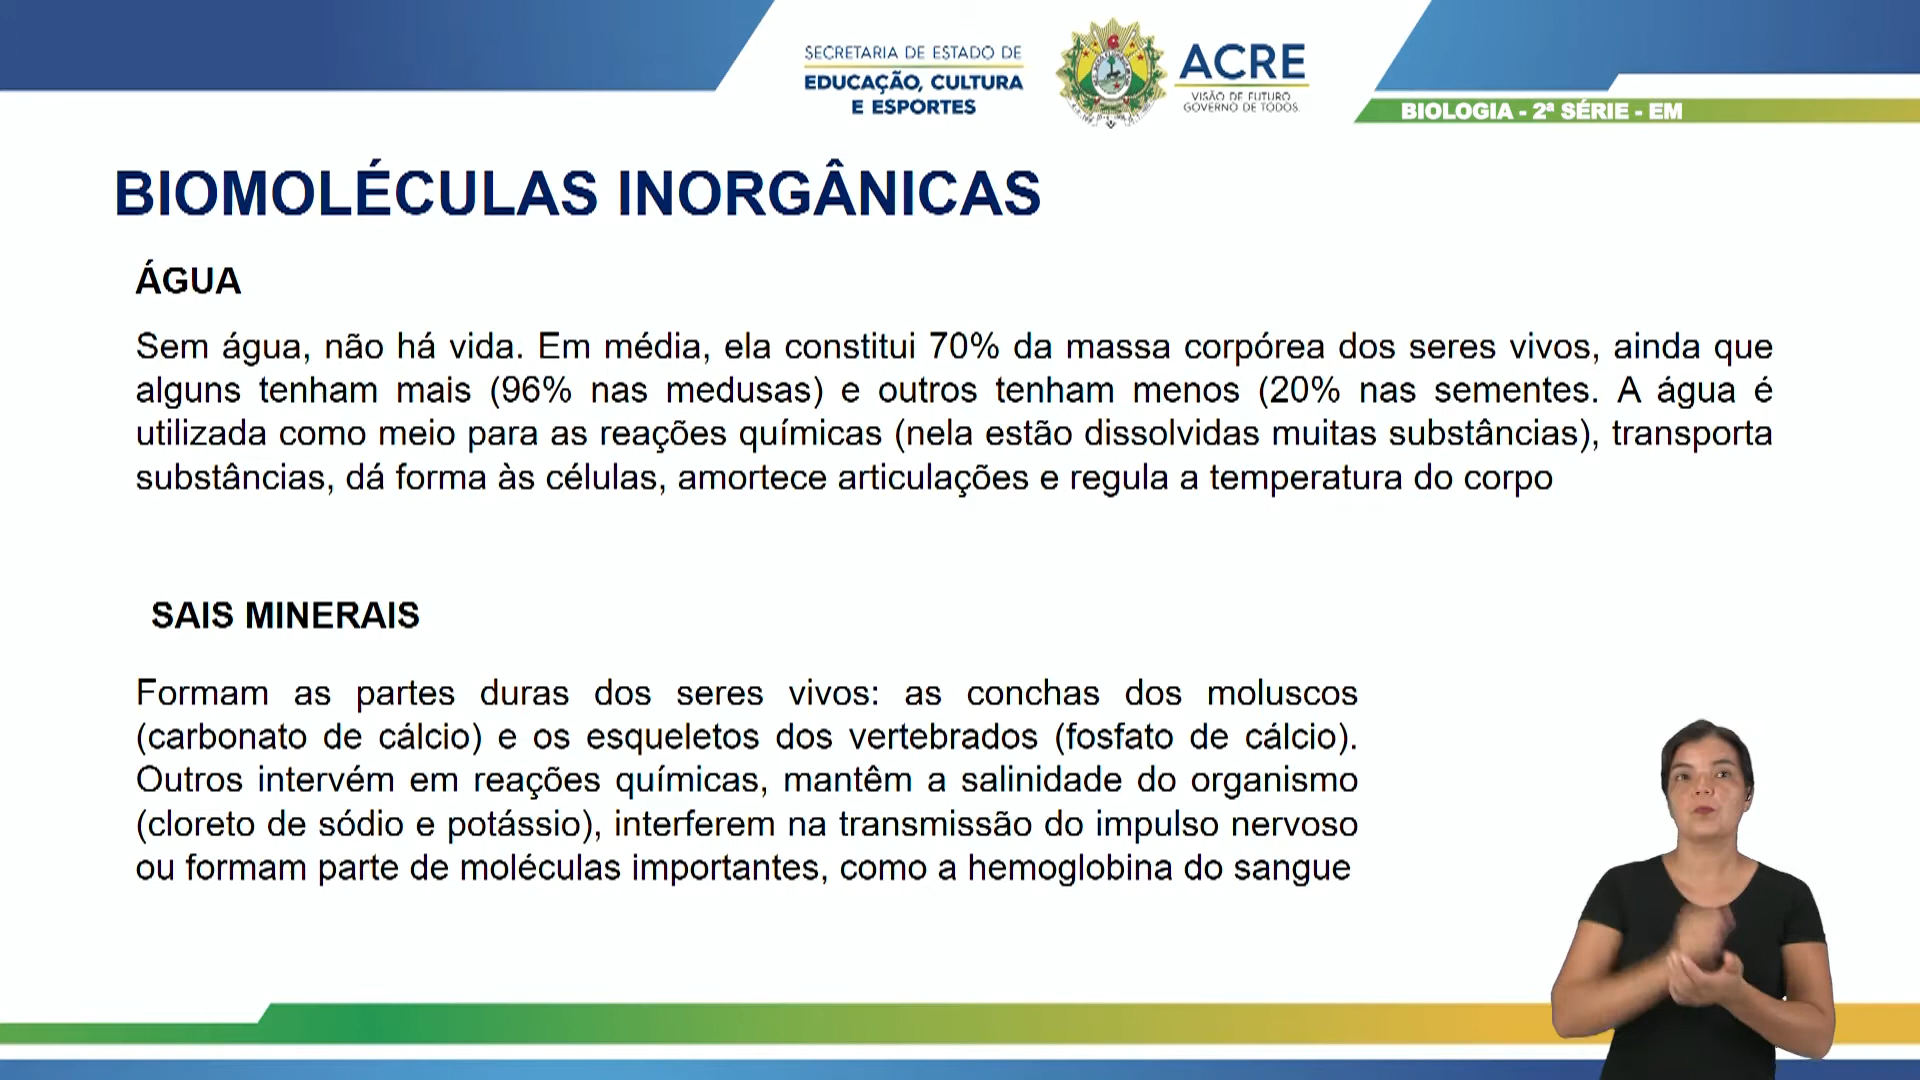 SECRETARIA DE ESTADO DE
EDUCAÇÃO, CULTURA
E ESPORTES
ACRE
VISÃO DE FUTURO
GOVERNO DE TODOS.
BIOLOGIA - 2ª SÉRIE - EM
BIOMOLÉCULAS INORGÂNICAS
ÁGUA
Sem água, não há vida. Em média, ela constitui 70% da massa corpórea dos seres vivos, ainda que
alguns tenham mais (96% nas medusas) e outros tenham menos (20% nas sementes. A água é
utilizada como meio para as reações químicas (nela estão dissolvidas muitas substâncias), transporta
substâncias, dá forma às células, amortece articulações e regula a temperatura do corpo
SAIS MINERAIS
Formam as partes duras dos seres vivos: as conchas dos moluscos
(carbonato de cálcio) e os esqueletos dos vertebrados (fosfato de cálcio).
Outros intervém em reações químicas, mantêm a salinidade do organismo
(cloreto de sódio e potássio), interferem na transmissão do impulso nervoso
ou formam parte de moléculas importantes, como a hemoglobina do sangue